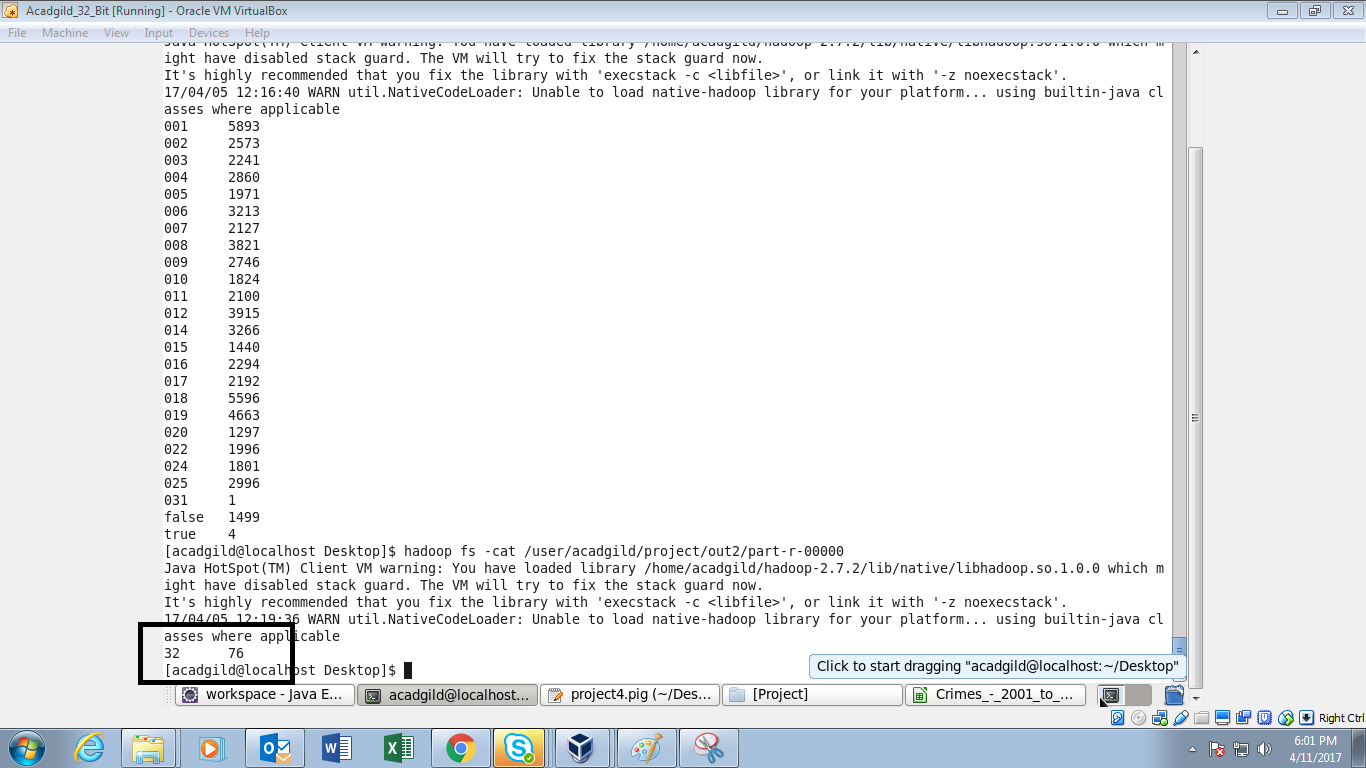 Acadgild_32_Bit [Running] - Oracle VM VirtualBox
File Machine View Input Devices Help
Java HotSpot(TM) Client VM warning: You have loaded library /home/acadgild/hadoop-2.7.2/lib/native/libhadoop.so.1.0.0 which m
ight have disabled stack guard. The VM will try to fix the stack guard now.
It's highly recommended that you fix the library with 'execstack -c <libfile>', or link it with '-z noexecstack'.
17/04/05 12:16:40 WARN util.NativeCodeLoader: Unable to load native-hadoop library for your platform... using builtin-java cl
asses where applicable
001 5893
002 2573
003 2241
004 2860
005 1971
006 3213
007 2127
008 3821
009 2746
010 1824
011 2100
012 3915
014 3266
015 1440
016 2294
017 2192
018 5596
019 4663
020 1297
022 1996
024 1801
025 2996
031 1
false 1499
true 4
[acadgild@localhost Desktop]$ hadoop fs -cat /user/acadgild/project/out2/part-r-00000
Java HotSpot(TM) Client VM warning: You have loaded library /home/acadgild/hadoop-2.7.2/lib/native/libhadoop.so.1.0.0 which m
ight have disabled stack guard. The VM will try to fix the stack guard now.
It's highly recommended that you fix the library with 'execstack -c <libfile>', or link it with '-z noexecstack'.
17/04/05 12:19:36 WARN util.NativeCodeLoader: Unable to load native-hadoop library for your platform... using builtin-java cl
asses where applicable
32 76
[acadgild@localhost Desktop]$
Click to start dragging "acadgild@localhost:~/Desktop"
workspace - Java E... acadgild@localhost... project4.pig (~/Des... [Project] Crimes_-_2001_to_...
Right Ctrl
6:01 PM
4/11/2017